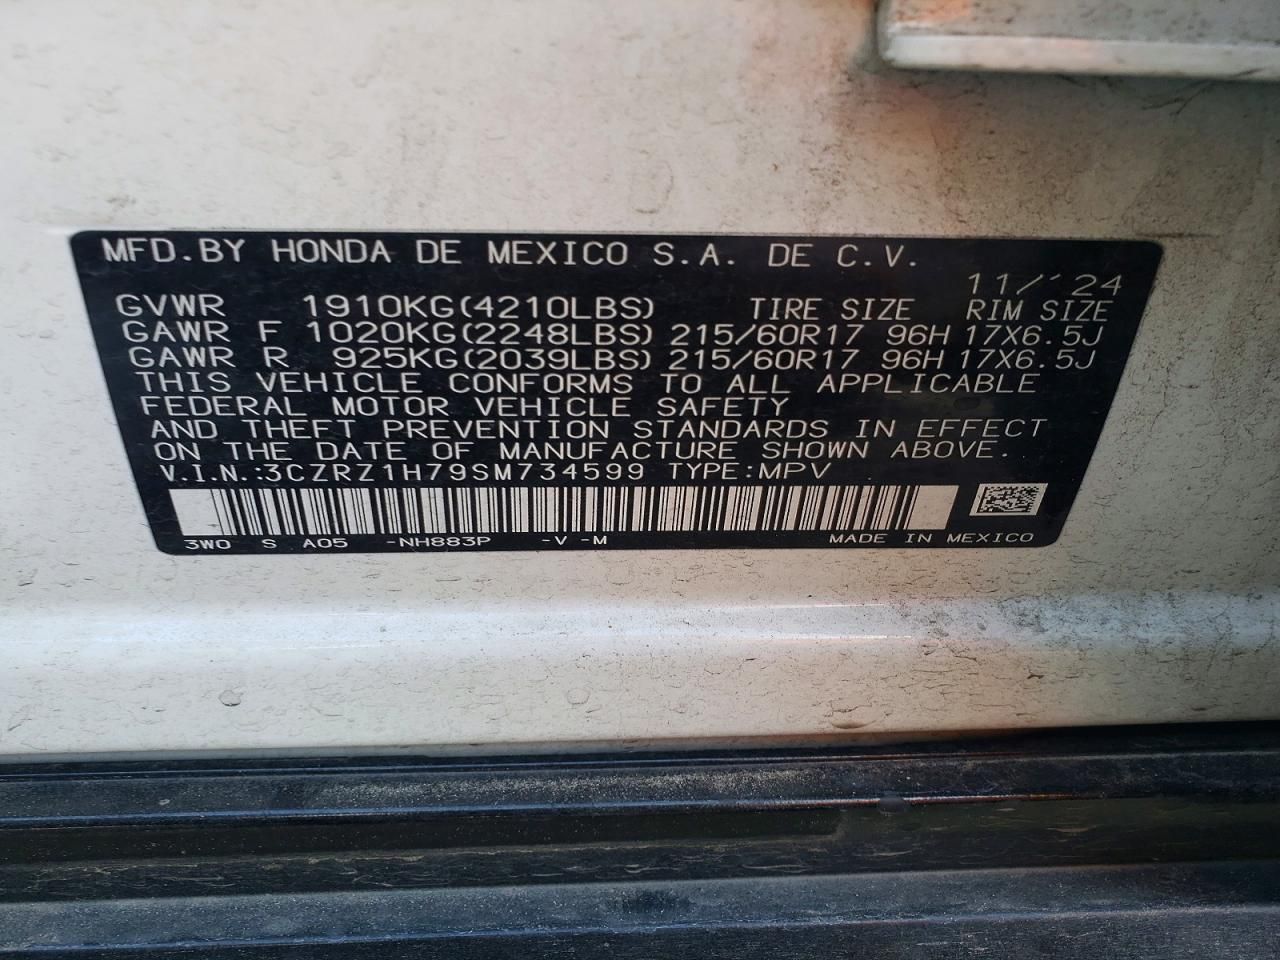 MFD.BY HONDA DE MEXICO S.A. DE C.V.
11/'24
GVWR 1910KG(4210LBS) TIRE SIZE RIM SIZE
GAWR F 1020KG(2248LBS) 215/60R17 96H 17X6.5J
GAWR R 925KG(2039LBS) 215/60R17 96H 17X6.5J
THIS VEHICLE CONFORMS TO ALL APPLICABLE
FEDERAL MOTOR VEHICLE SAFETY
AND THEFT PREVENTION STANDARDS IN EFFECT
ON THE DATE OF MANUFACTURE SHOWN ABOVE.
V.I.N.:3CZRZ1H79SM734599 TYPE:MPV
3W0 S A05 -NH883P -V -M MADE IN MEXICO